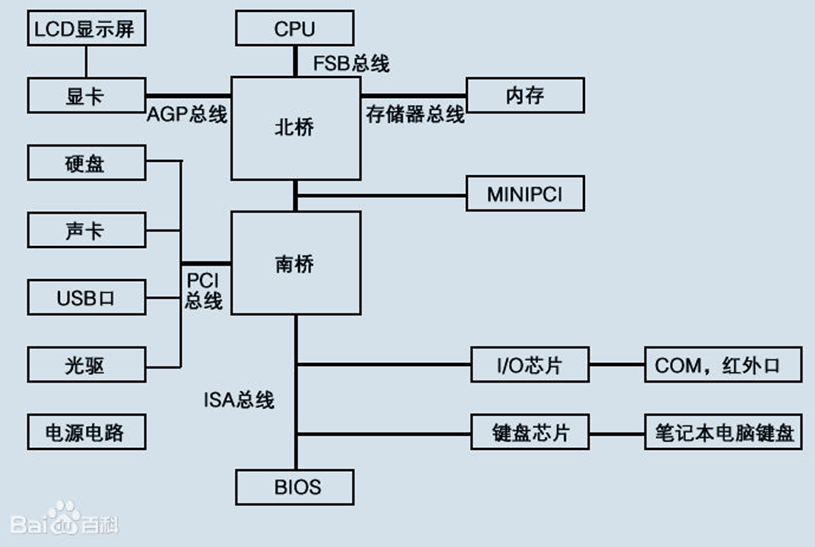 LCD显示屏
CPU
FSB总线
显卡
AGP总线
北桥
存储器总线
内存
硬盘
MINIPCI
声卡
南桥
PCI
总线
USB口
光驱
I/O芯片
COM，红外口
ISA总线
电源电路
键盘芯片
笔记本电脑键盘
BIOS
Bai du 百科